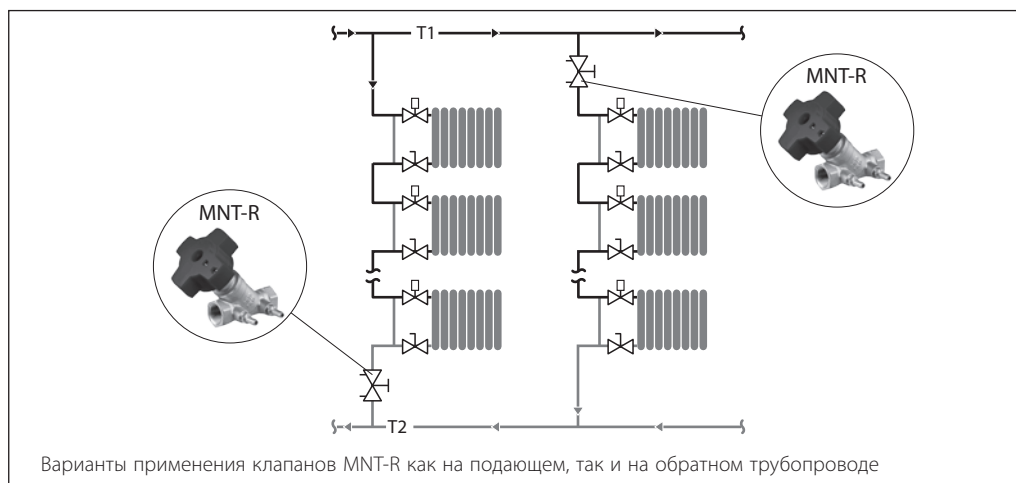 T1
MNT-R
MNT-R
T2
Варианты применения клапанов MNT-R как на подающем, так и на обратном трубопроводе